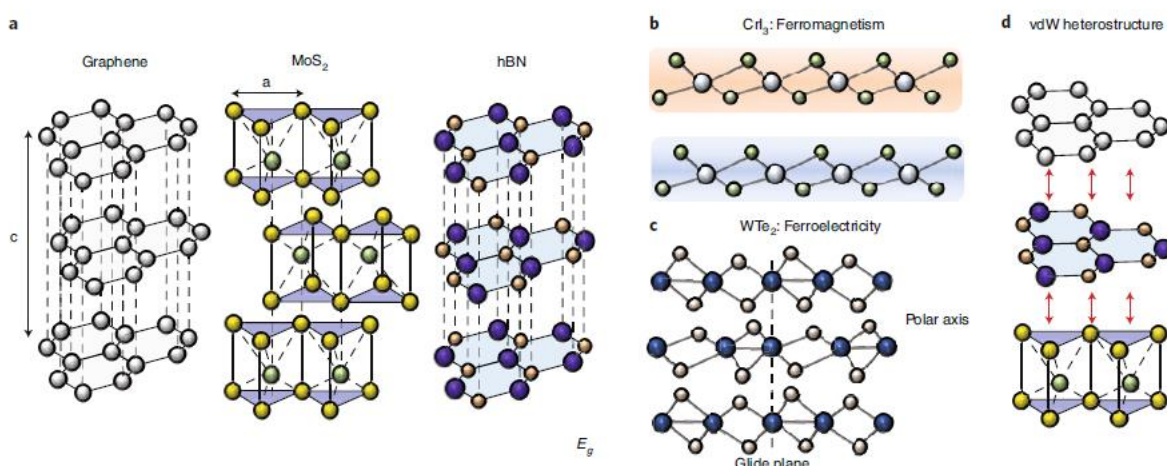 a
Graphene
MoS2
hBN
a
c
Eg
b
CrI3: Ferromagnetism
c
WTe2: Ferroelectricity
Polar axis
Glide plane
d
vdW heterostructure